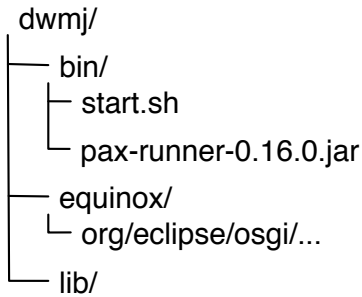 dwmj/
bin/
start.sh
pax-runner-0.16.0.jar
equinox/
org/eclipse/osgi/...
lib/